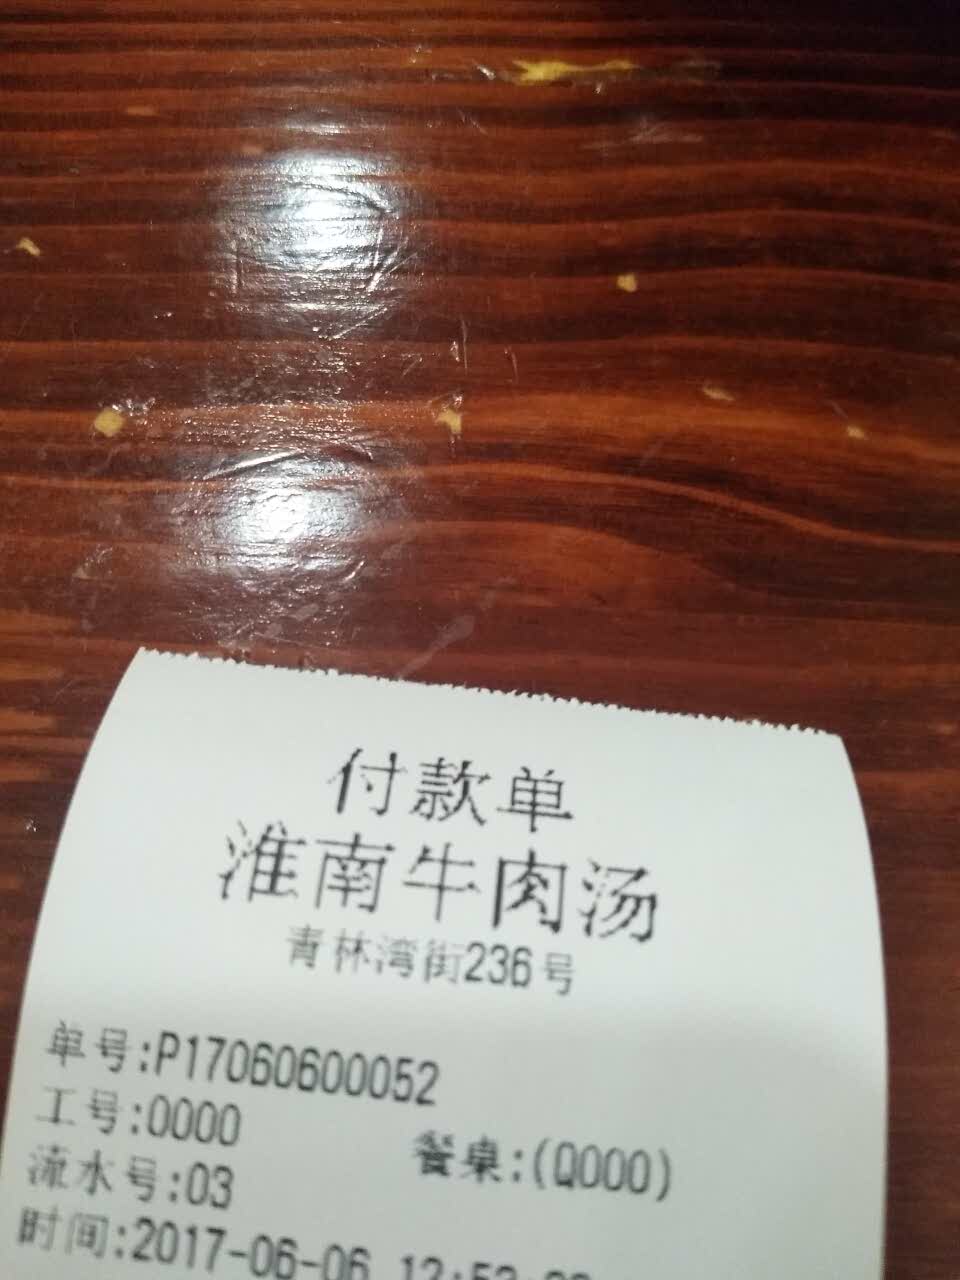 付款单
淮南牛肉汤
青林湾街236号
单号:P17060600052
工号:0000
餐桌:(Q000)
流水号:03
时间:2017-06-06